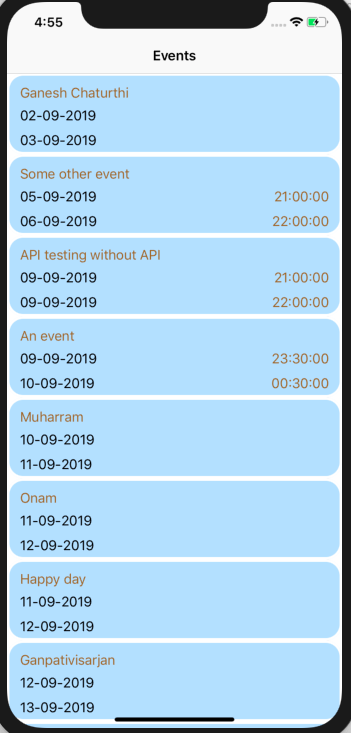 4:55
Events
Ganesh Chaturthi
02-09-2019
03-09-2019
Some other event
05-09-2019 21:00:00
06-09-2019 22:00:00
API testing without API
09-09-2019 21:00:00
09-09-2019 22:00:00
An event
09-09-2019 23:30:00
10-09-2019 00:30:00
Muharram
10-09-2019
11-09-2019
Onam
11-09-2019
12-09-2019
Happy day
11-09-2019
12-09-2019
Ganpativisarjan
12-09-2019
13-09-2019